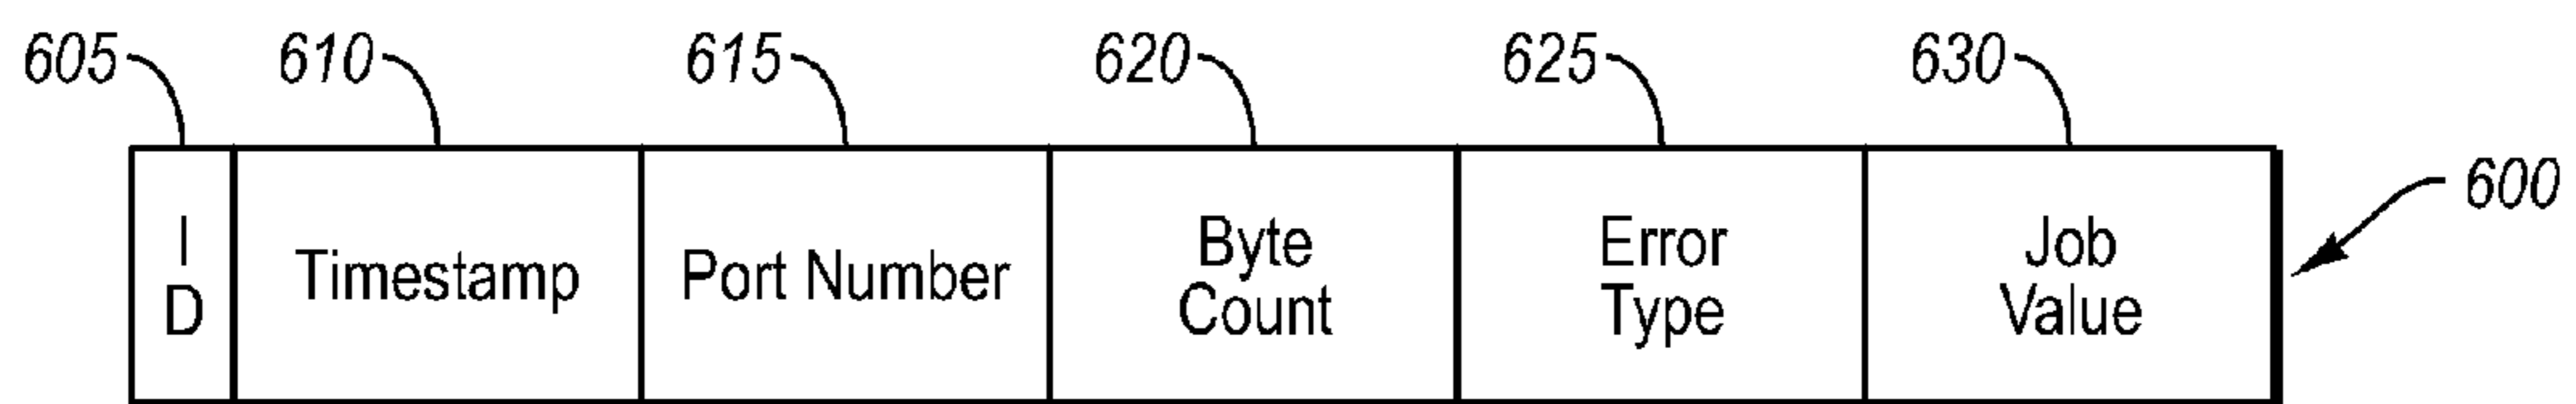 605 610 615 620 625 630
600
I
D
Timestamp
Port Number
Byte
Count
Error
Type
Job
Value